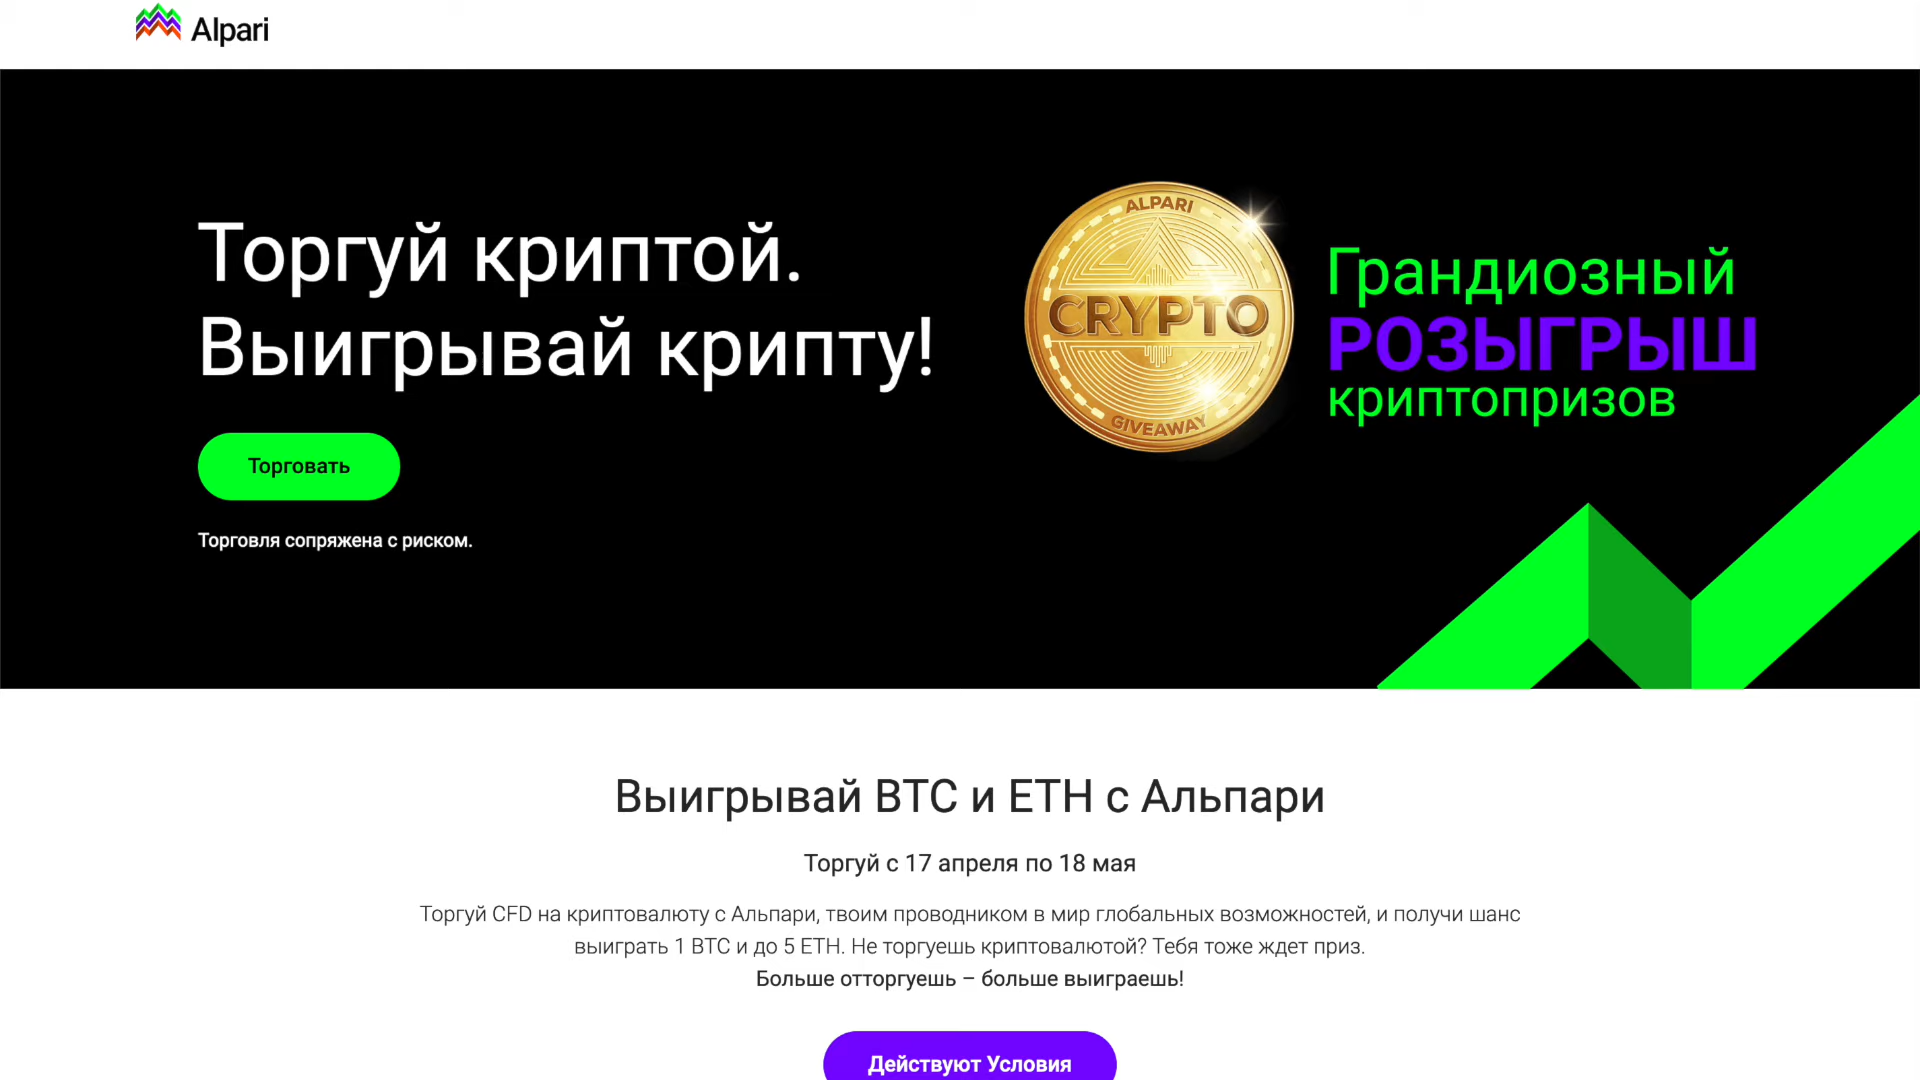 Alpari
Торгуй криптой.
Выигрывай крипту!
Торговать
Торговля сопряжена с риском.
ALPARI
CRYPTO
GIVEAWAY
Грандиозный
РОЗЫГРЫШ
криптопризов
Выигрывай BTC и ETH с Альпари
Торгуй с 17 апреля по 18 мая
Торгуй CFD на криптовалюту с Альпари, твоим проводником в мир глобальных возможностей, и получи шанс
выиграть 1 BTC и до 5 ETH. Не торгуешь криптовалютой? Тебя тоже ждет приз.
Больше отторгуешь – больше выиграешь!
Действуют Условия